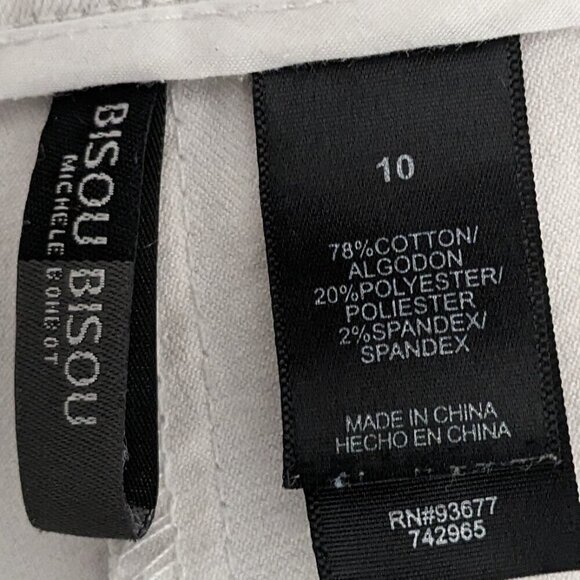 BISOU BISOU
MICHELE BOHBOT
10
78%COTTON/
ALGODON
20%POLYESTER/
POLIESTER
2%SPANDEX/
SPANDEX
MADE IN CHINA
HECHO EN CHINA
RN#93677
742965